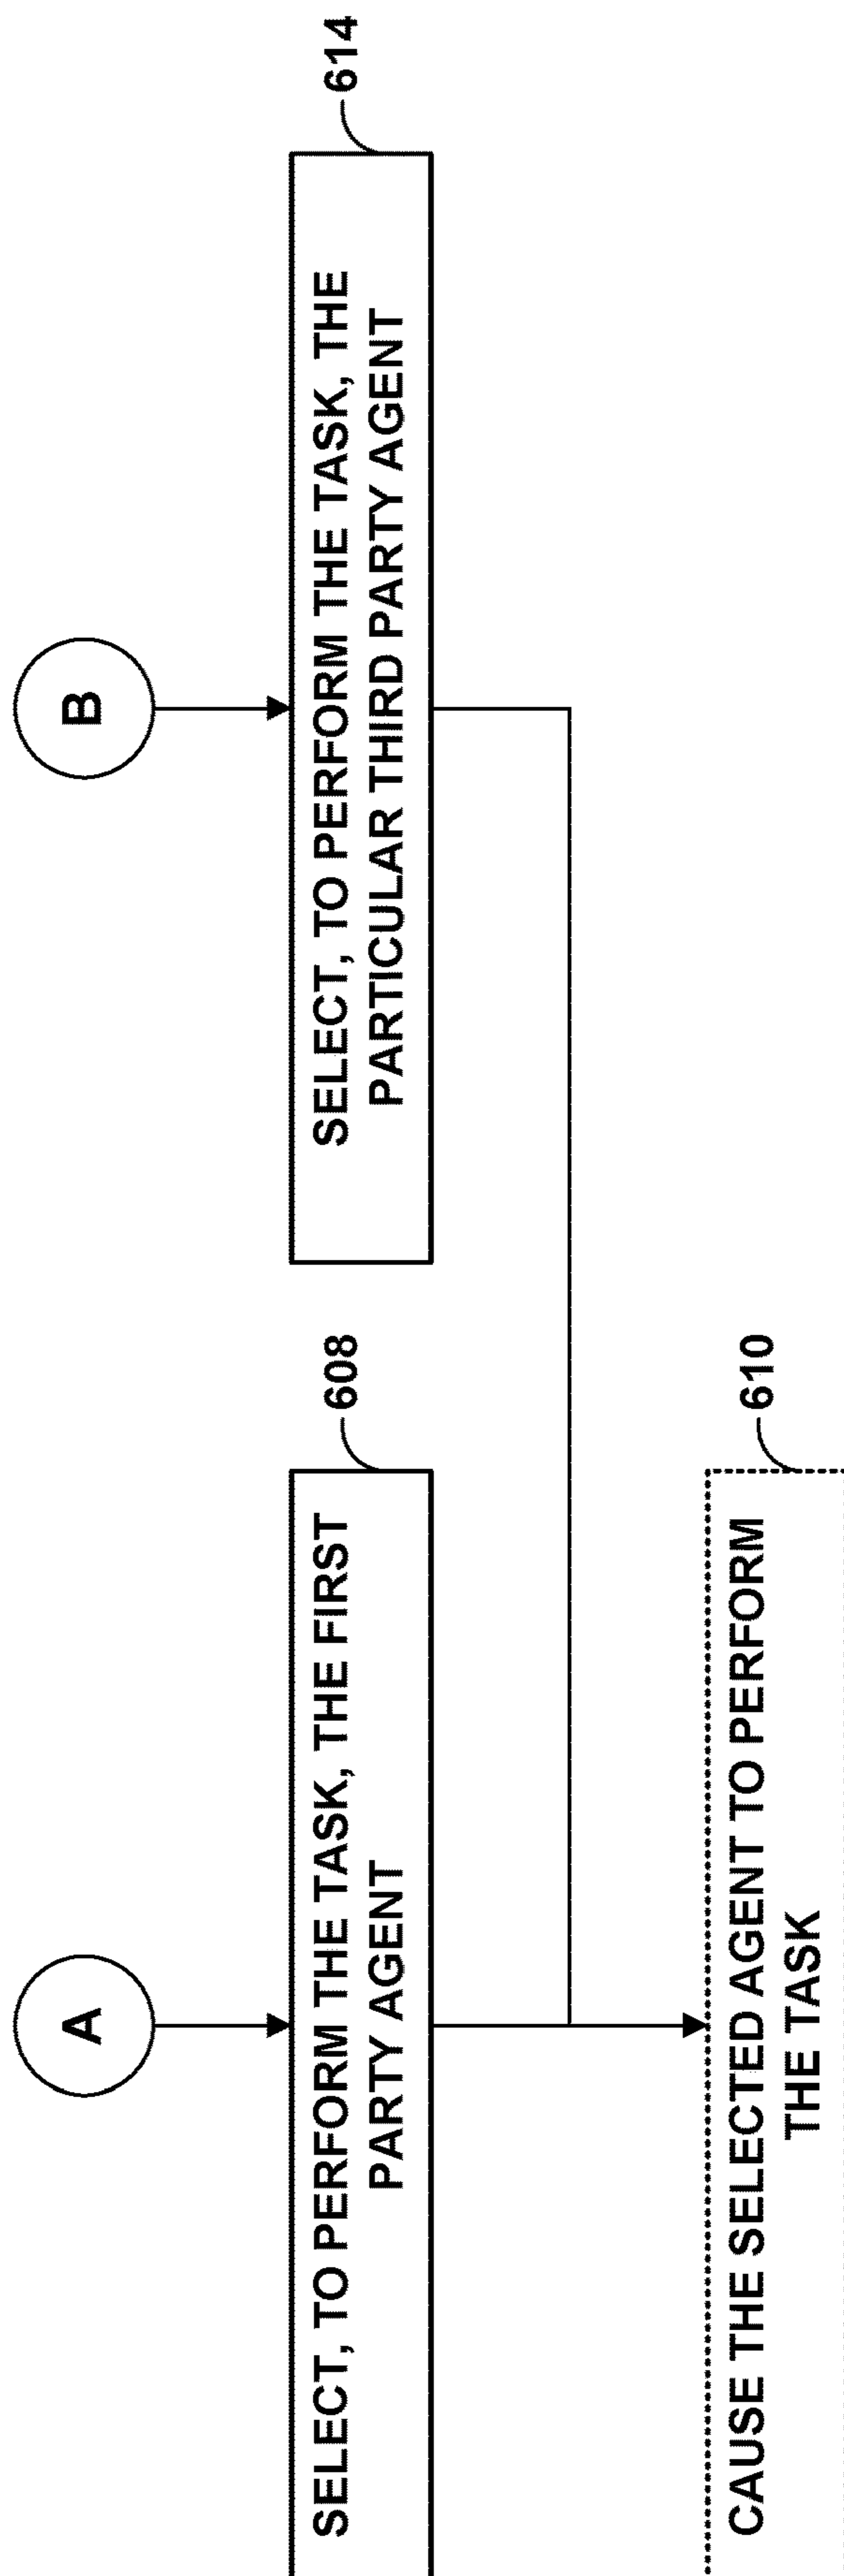 A
SELECT, TO PERFORM THE TASK, THE FIRST
PARTY AGENT
608
B
SELECT, TO PERFORM THE TASK, THE
PARTICULAR THIRD PARTY AGENT
614
CAUSE THE SELECTED AGENT TO PERFORM
THE TASK
610